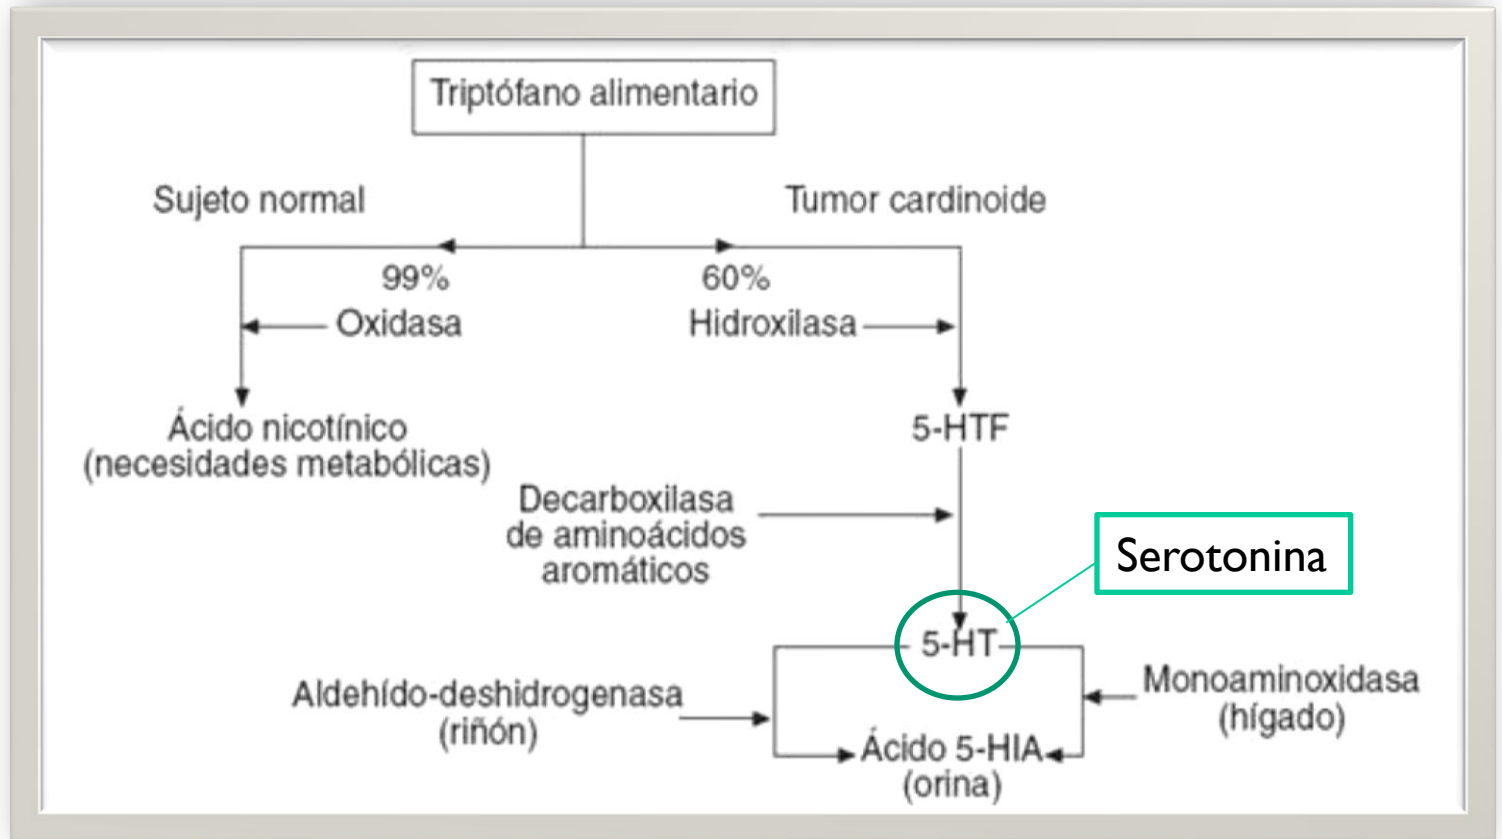 Triptófano alimentario
Sujeto normal
Tumor cardinoide
99%
60%
Oxidasa
Hidroxilasa
Ácido nicotínico
(necesidades metabólicas)
5-HTF
Decarboxilasa
de aminoácidos
aromáticos
Serotonina
5-HT
Aldehído-deshidrogenasa
(riñón)
Monoaminoxidasa
(hígado)
Ácido 5-HIA
(orina)